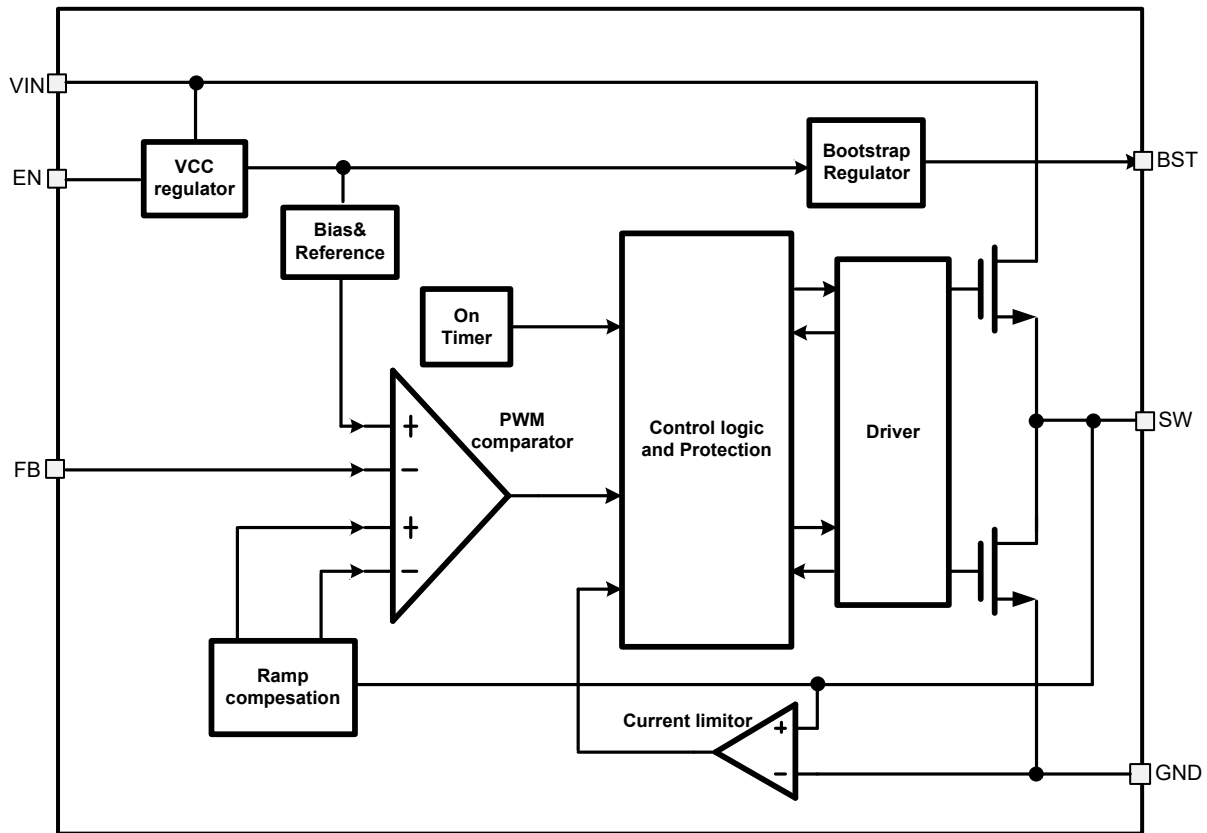 VIN
EN
VCC
regulator
Bootstrap
Regulator
BST
Bias&
Reference
On
Timer
PWM
comparator
+
−
+
−
Control logic
and Protection
Driver
SW
FB
Ramp
compesation
Current limitor
+
−
GND